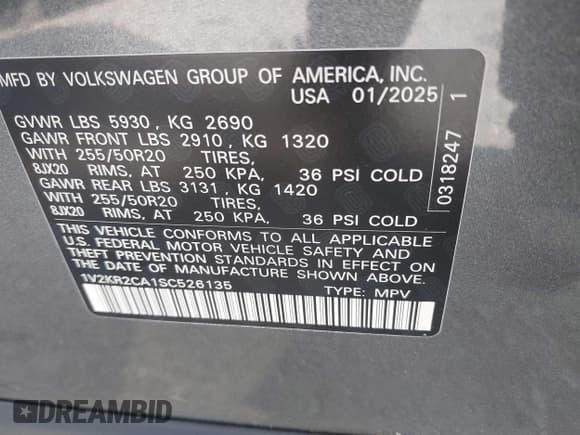 MFD BY VOLKSWAGEN GROUP OF AMERICA, INC.
USA 01/2025
GVWR LBS 5930 , KG 2690
GAWR FRONT LBS 2910 , KG 1320
WITH 255/50R20 TIRES,
8JX20 RIMS, AT 250 KPA, 36 PSI COLD
GAWR REAR LBS 3131 , KG 1420
WITH 255/50R20 TIRES,
8JX20 RIMS, AT 250 KPA, 36 PSI COLD
THIS VEHICLE CONFORMS TO ALL APPLICABLE
U.S. FEDERAL MOTOR VEHICLE SAFETY AND
THEFT PREVENTION STANDARDS IN EFFECT ON
THE DATE OF MANUFACTURE SHOWN ABOVE.
1V2KR2CA1SC526135 TYPE: MPV
0318247 1
DREAMBID